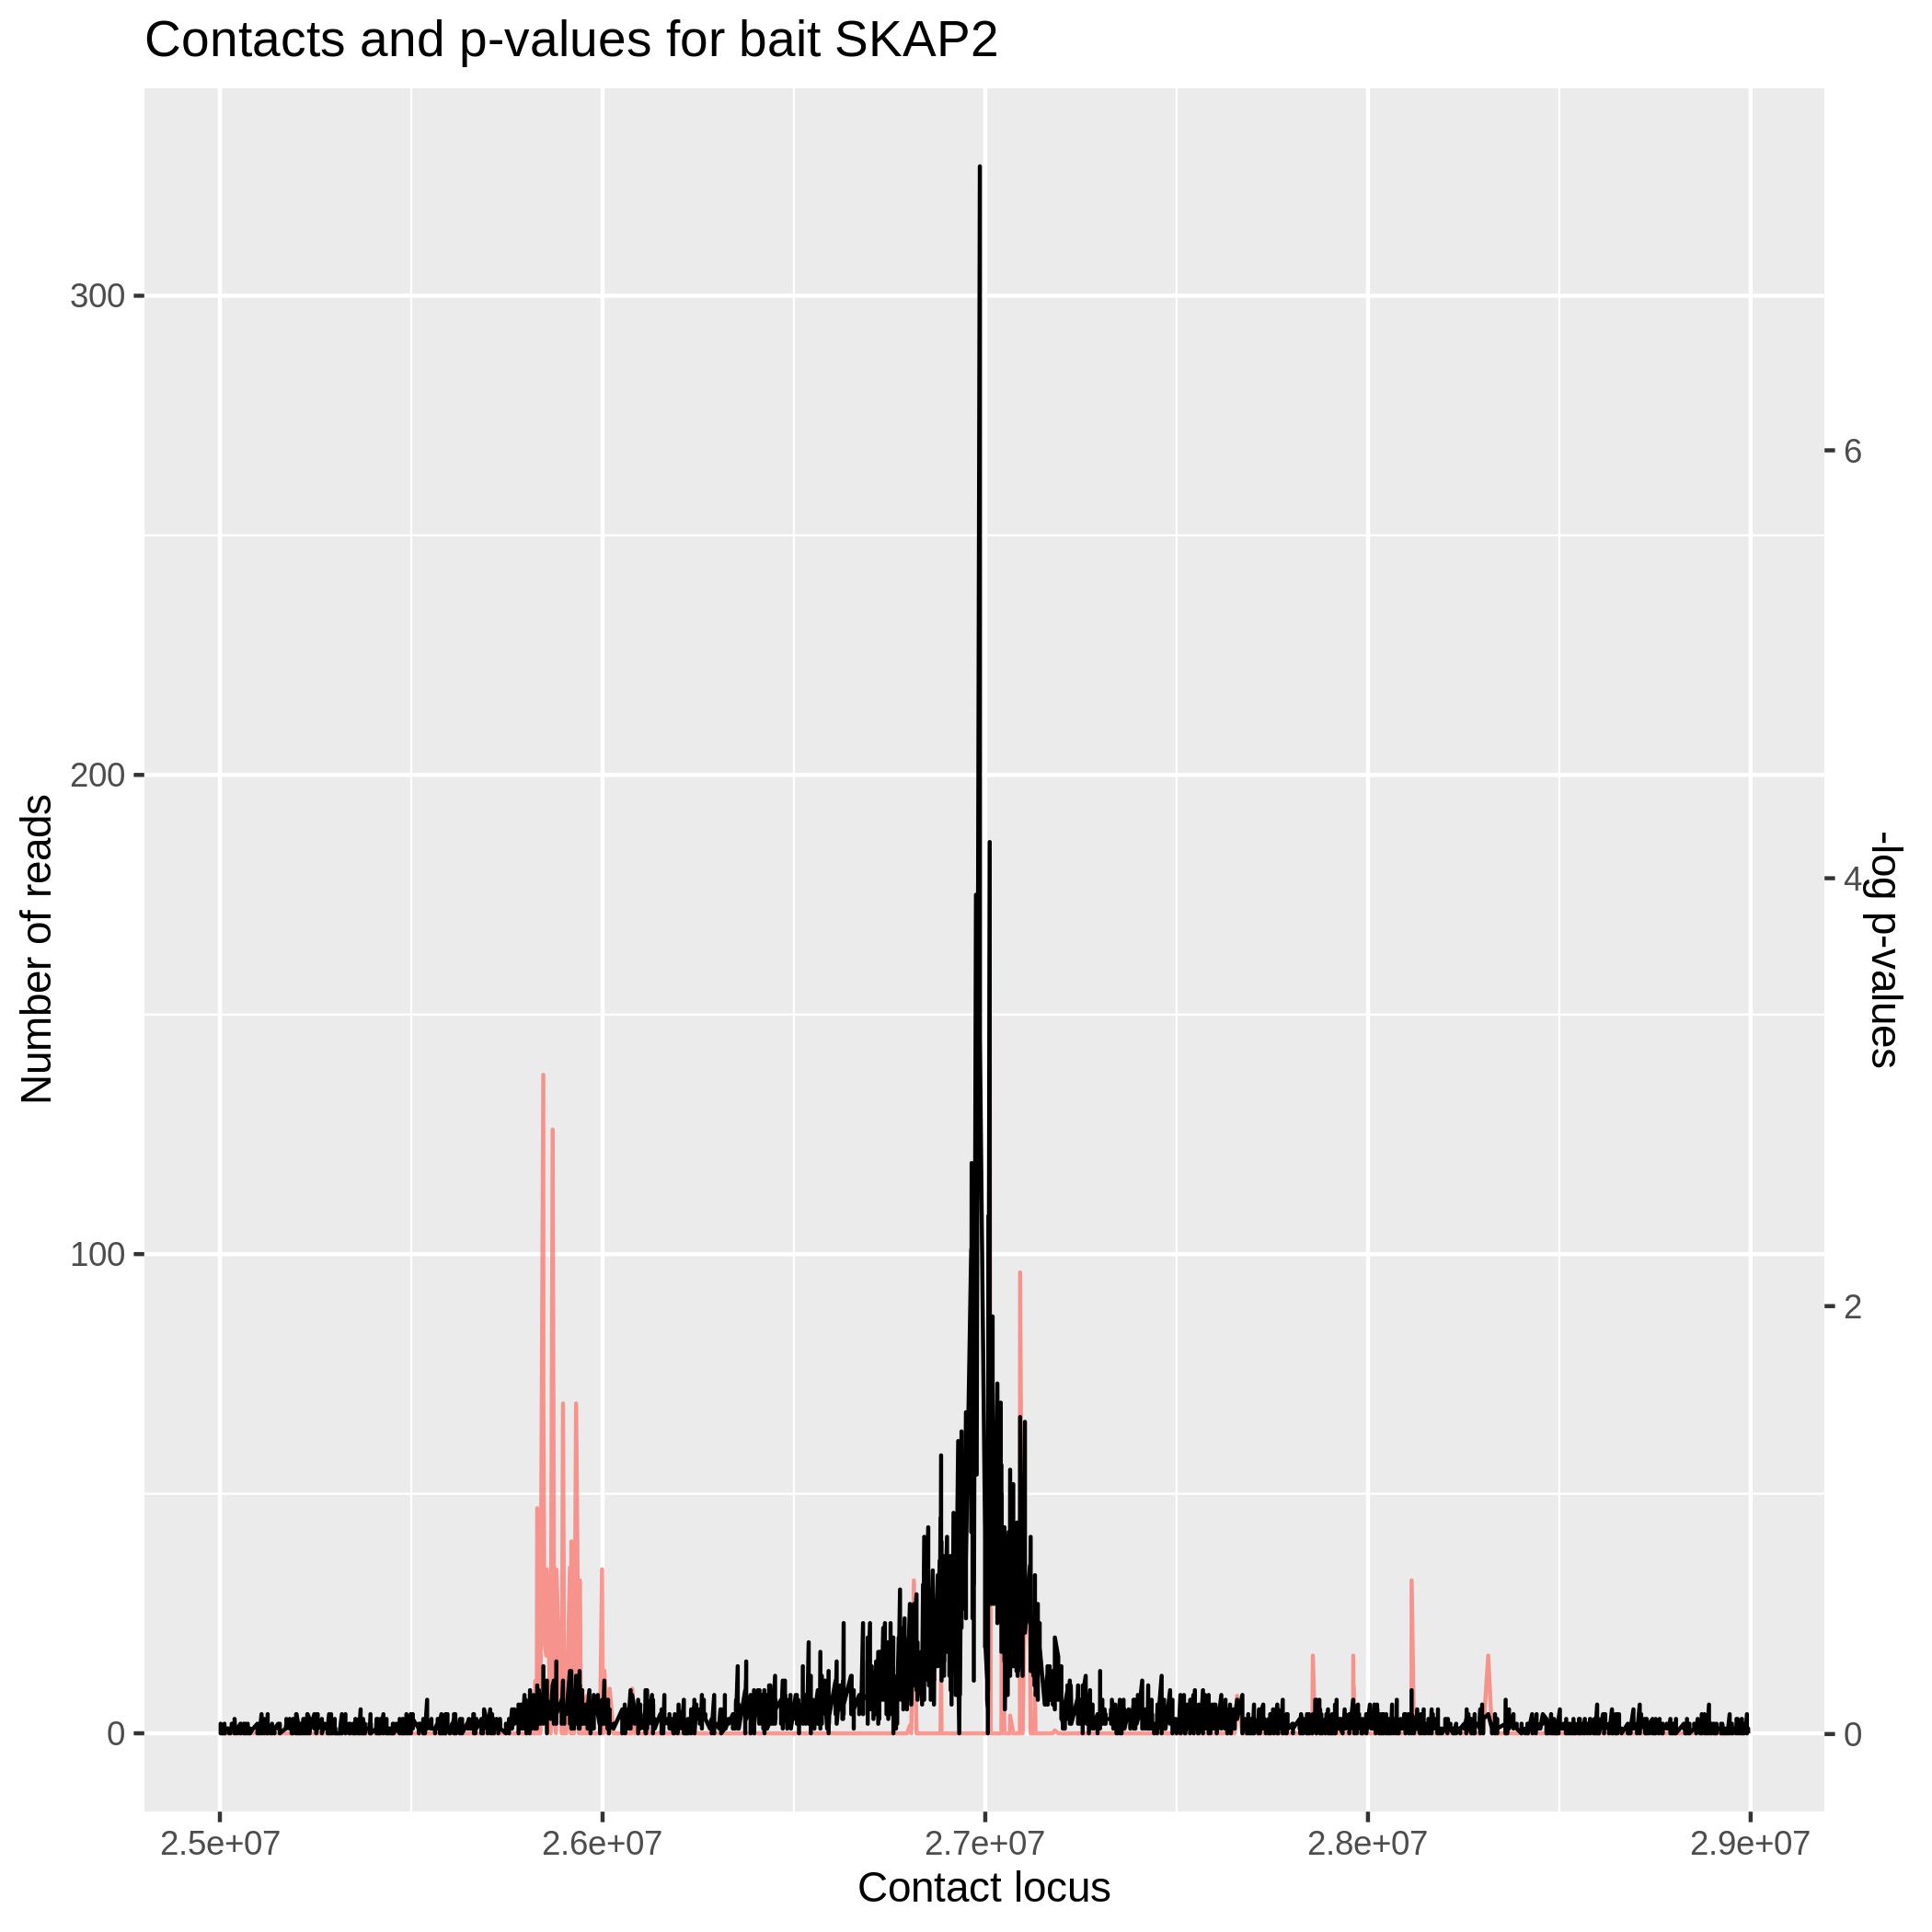 Contacts and p-values for bait SKAP2
300
200
100
0
Number of reads
6
4
2
0
-log p-values
2.5e+07
2.6e+07
2.7e+07
2.8e+07
2.9e+07
Contact locus